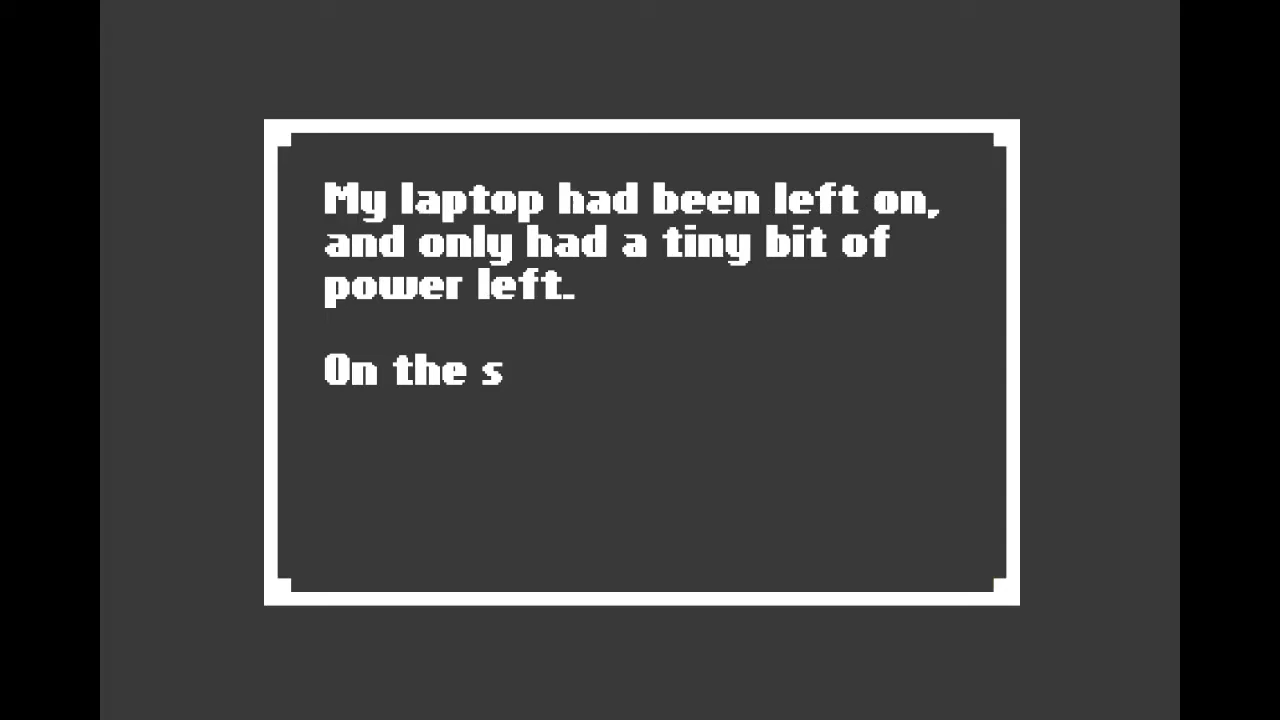 My laptop had been left on,
and only had a tiny bit of
power left.
On the s